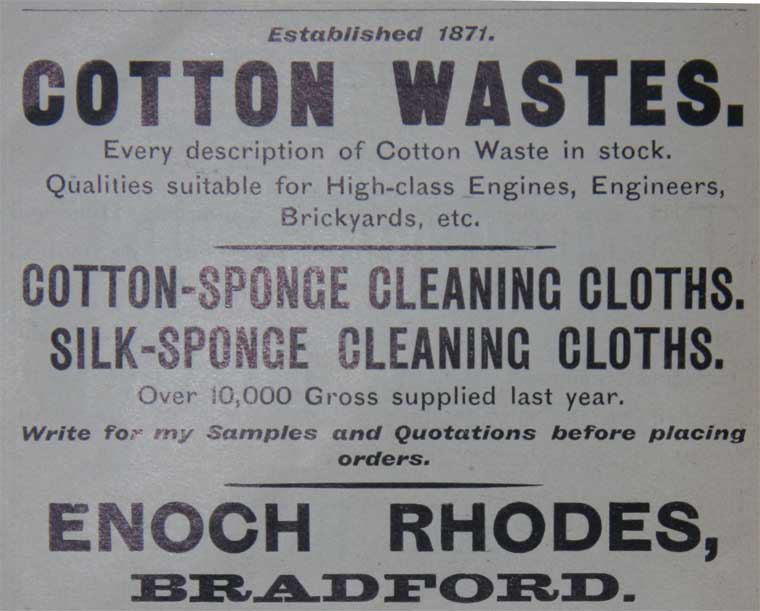 Established 1871.
COTTON WASTES.
Every description of Cotton Waste in stock.
Qualities suitable for High-class Engines, Engineers,
Brickyards, etc.
COTTON-SPONGE CLEANING CLOTHS.
SILK-SPONGE CLEANING CLOTHS.
Over 10,000 Gross supplied last year.
Write for my Samples and Quotations before placing
orders.
ENOCH RHODES,
BRADFORD.